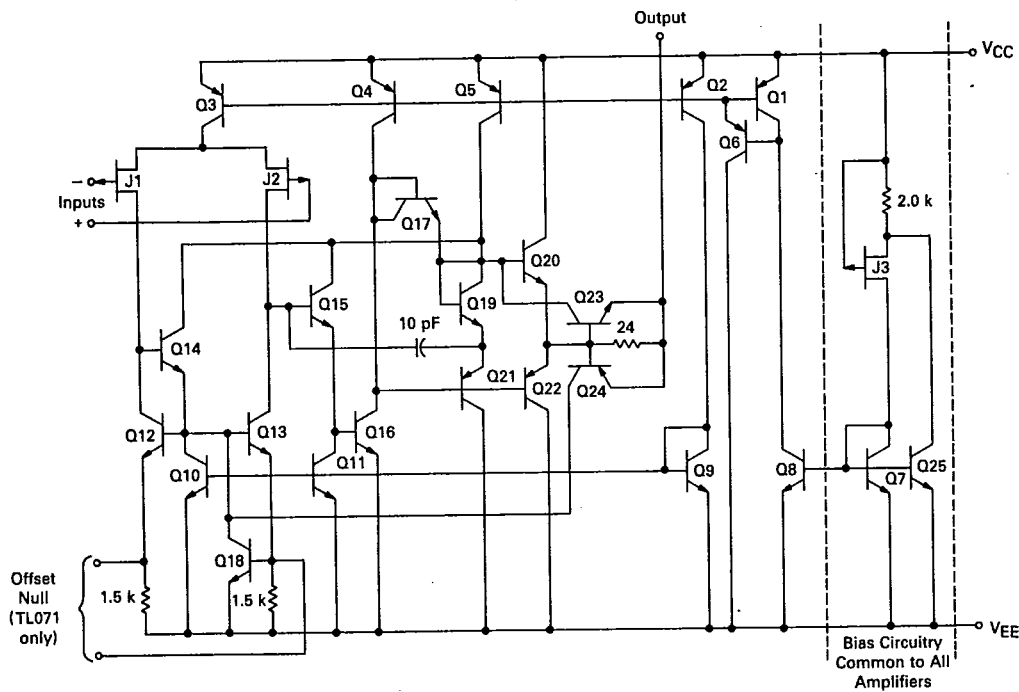 Output
VCC
Q3
Q4
Q5
Q2
Q1
Q6
−
J1
J2
Inputs
+
Q17
2.0 k
J3
Q20
Q15
Q19
Q23
10 pF
24
Q14
Q21
Q22
Q24
Q12
Q13
Q16
Q10
Q11
Q9
Q8
Q7
Q25
Q18
Offset
Null
(TL071
only)
1.5 k
1.5 k
VEE
Bias Circuitry
Common to All
Amplifiers